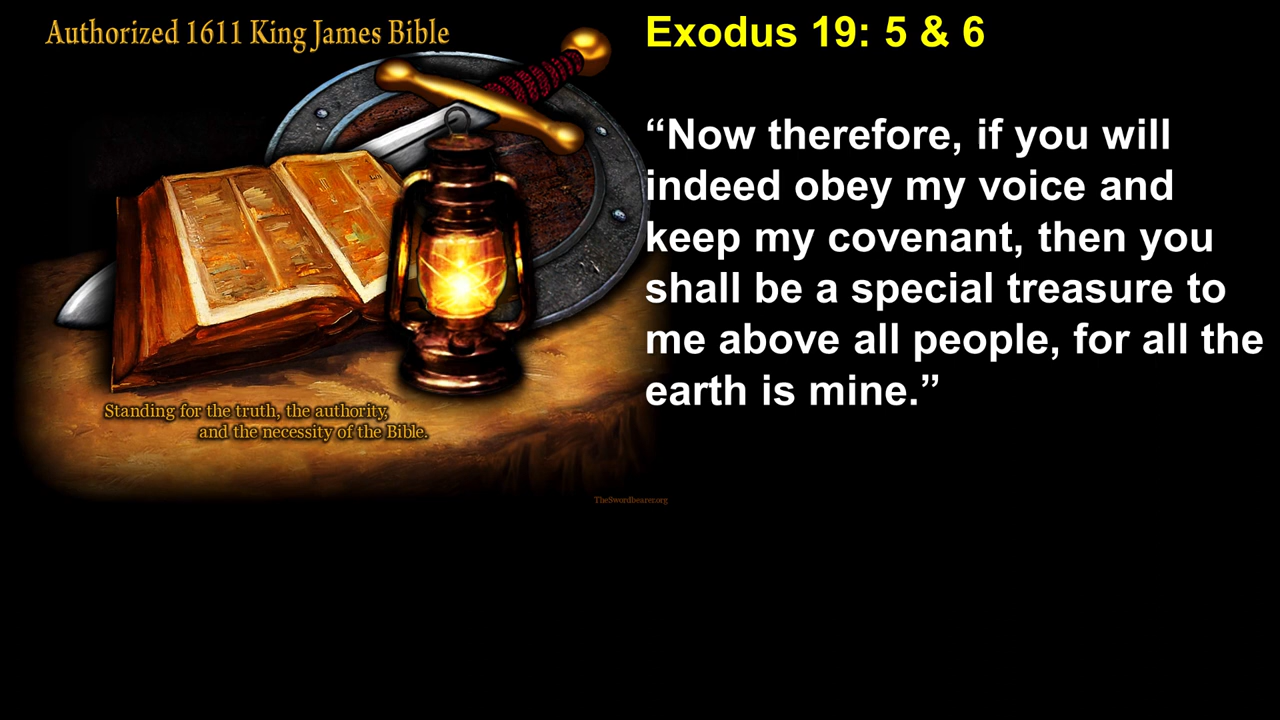 Authorized 1611 King James Bible
Exodus 19: 5 & 6
“Now therefore, if you will
indeed obey my voice and
keep my covenant, then you
shall be a special treasure to
me above all people, for all the
earth is mine.”
Standing for the truth, the authority,
and the necessity of the Bible.
TheSwordbearer.org